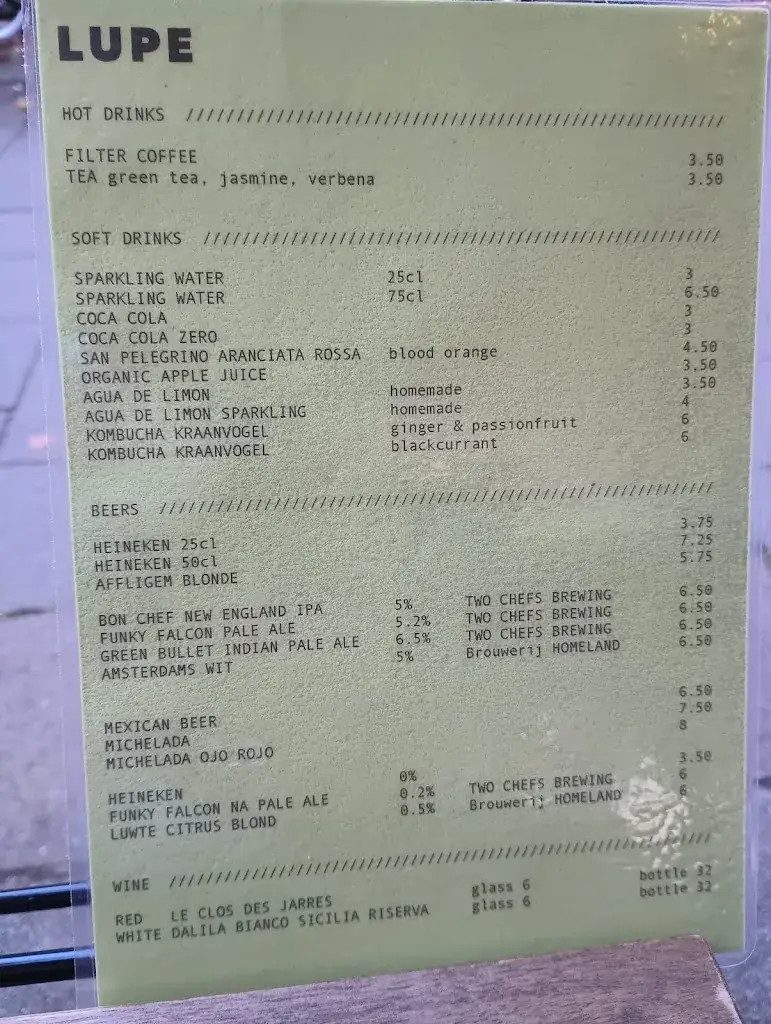 LUPE
HOT DRINKS ////////////////////////////////////////////////////////////////
FILTER COFFEE 3.50
TEA green tea, jasmine, verbena 3.50
SOFT DRINKS //////////////////////////////////////////////////////////////
SPARKLING WATER 25cl 3
SPARKLING WATER 75cl 6.50
COCA COLA 3
COCA COLA ZERO 3
SAN PELEGRINO ARANCIATA ROSSA blood orange 4.50
ORGANIC APPLE JUICE 3.50
AGUA DE LIMON homemade 3.50
AGUA DE LIMON SPARKLING homemade 4
KOMBUCHA KRAANVOGEL ginger & passionfruit 6
KOMBUCHA KRAANVOGEL blackcurrant 6
BEERS ///////////////////////////////////////////////////////////////////
HEINEKEN 25cl 3.75
HEINEKEN 50cl 7.25
AFFLIGEM BLONDE 5.75
BON CHEF NEW ENGLAND IPA 5% TWO CHEFS BREWING 6.50
FUNKY FALCON PALE ALE 5.2% TWO CHEFS BREWING 6.50
GREEN BULLET INDIAN PALE ALE 6.5% TWO CHEFS BREWING 6.50
AMSTERDAMS WIT 5% Brouwerij HOMELAND 6.50
MEXICAN BEER 6.50
MICHELADA 7.50
MICHELADA OJO ROJO 8
HEINEKEN 0% 3.50
FUNKY FALCON NA PALE ALE 0.2% TWO CHEFS BREWING 6
LUWTE CITRUS BLOND 0.5% Brouwerij HOMELAND 6
WINE ////////////////////////////////////////////////////////////////
RED LE CLOS DES JARRES glass 6 bottle 32
WHITE DALILA BIANCO SICILIA RISERVA glass 6 bottle 32